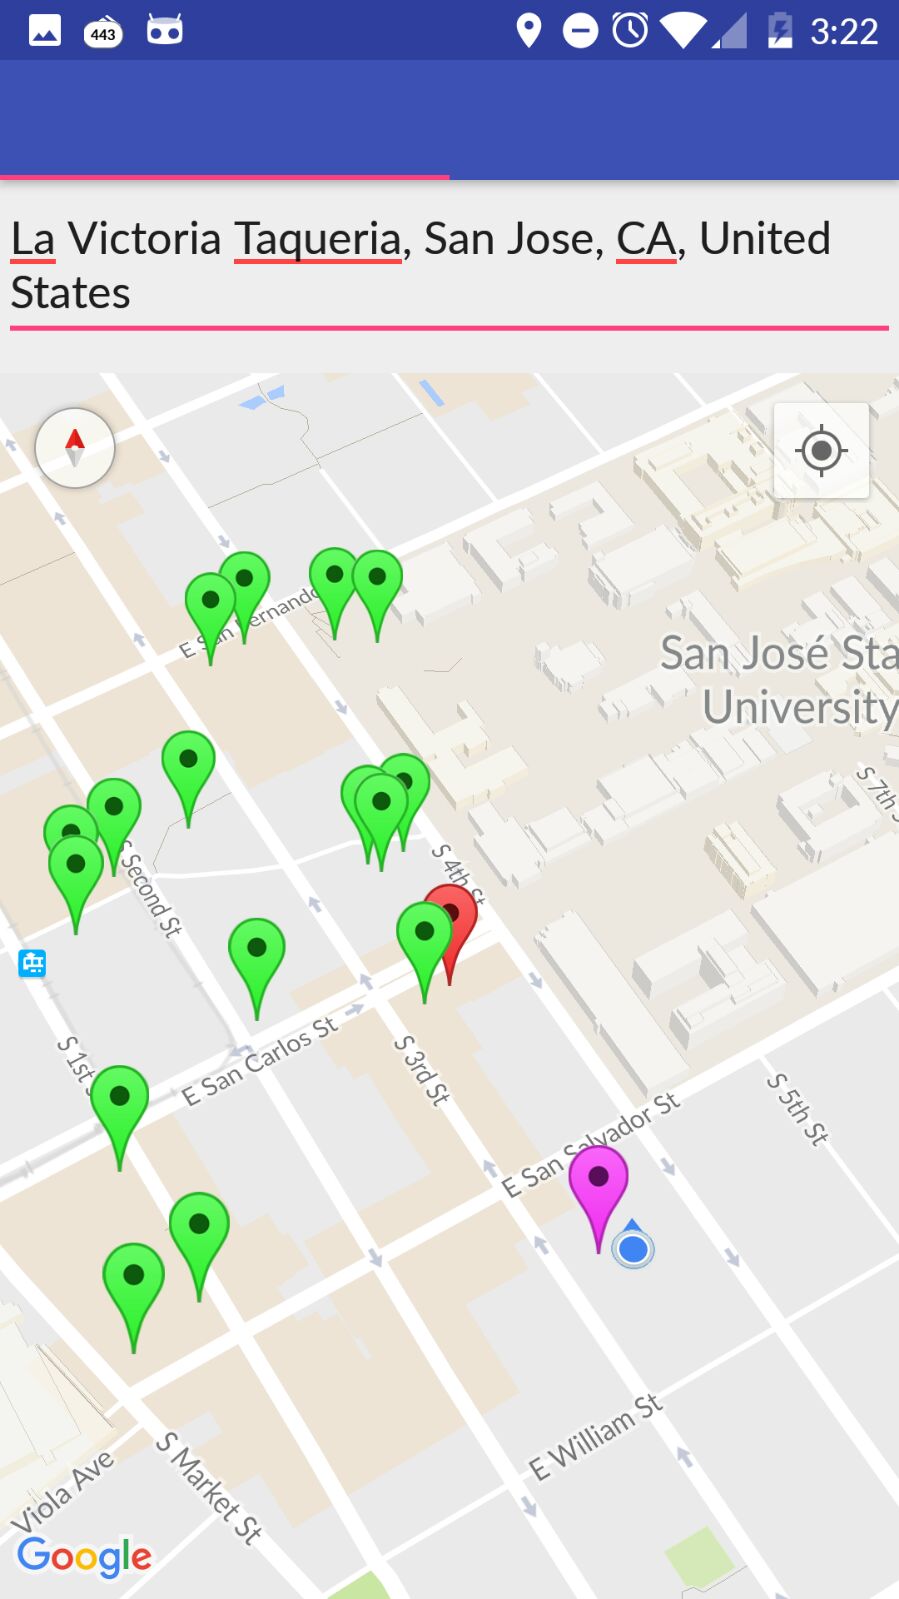 443
3:22
La Victoria Taqueria, San Jose, CA, United
States
E San Fernando
San José Sta
University
S 7th S
S Second St
S 4th St
S 1st S
E San Carlos St
S 3rd St
S 5th St
E San Salvador St
E William St
S Market St
Viola Ave
Google